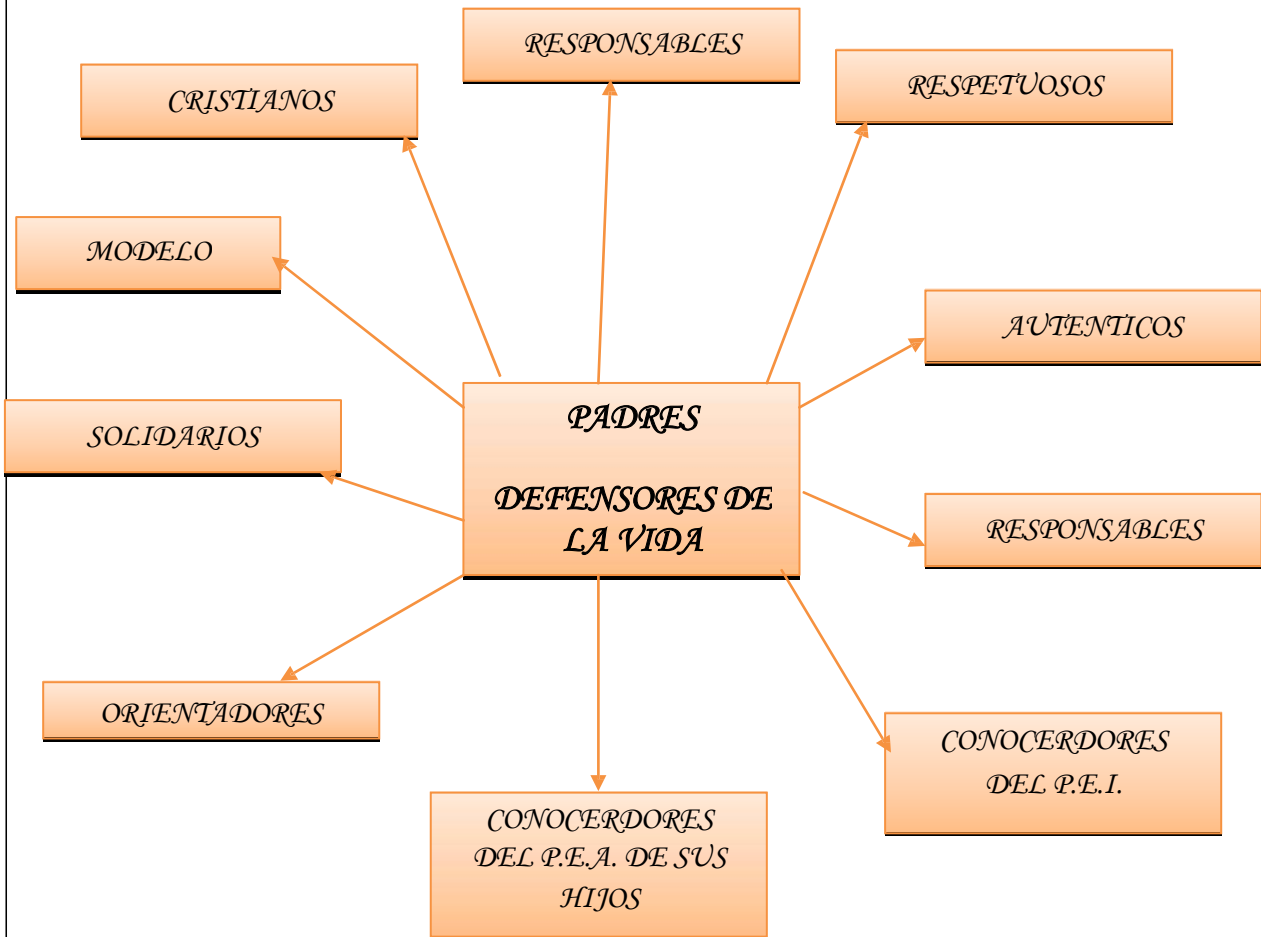 RESPONSABLES
CRISTIANOS
RESPETUOSOS
MODELO
AUTENTICOS
PADRES
DEFENSORES DE
LA VIDA
SOLIDARIOS
RESPONSABLES
ORIENTADORES
CONOCERDORES
DEL P.E.I.
CONOCERDORES
DEL P.E.A. DE SUS
HIJOS